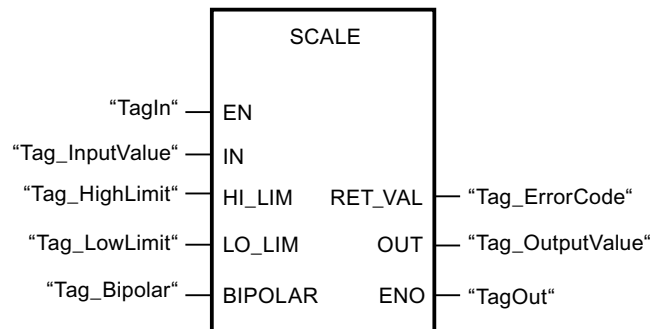 SCALE
“TagIn“ EN
“Tag_InputValue“ IN
“Tag_HighLimit“ HI_LIM RET_VAL “Tag_ErrorCode“
“Tag_LowLimit“ LO_LIM OUT “Tag_OutputValue“
“Tag_Bipolar“ BIPOLAR ENO “TagOut“